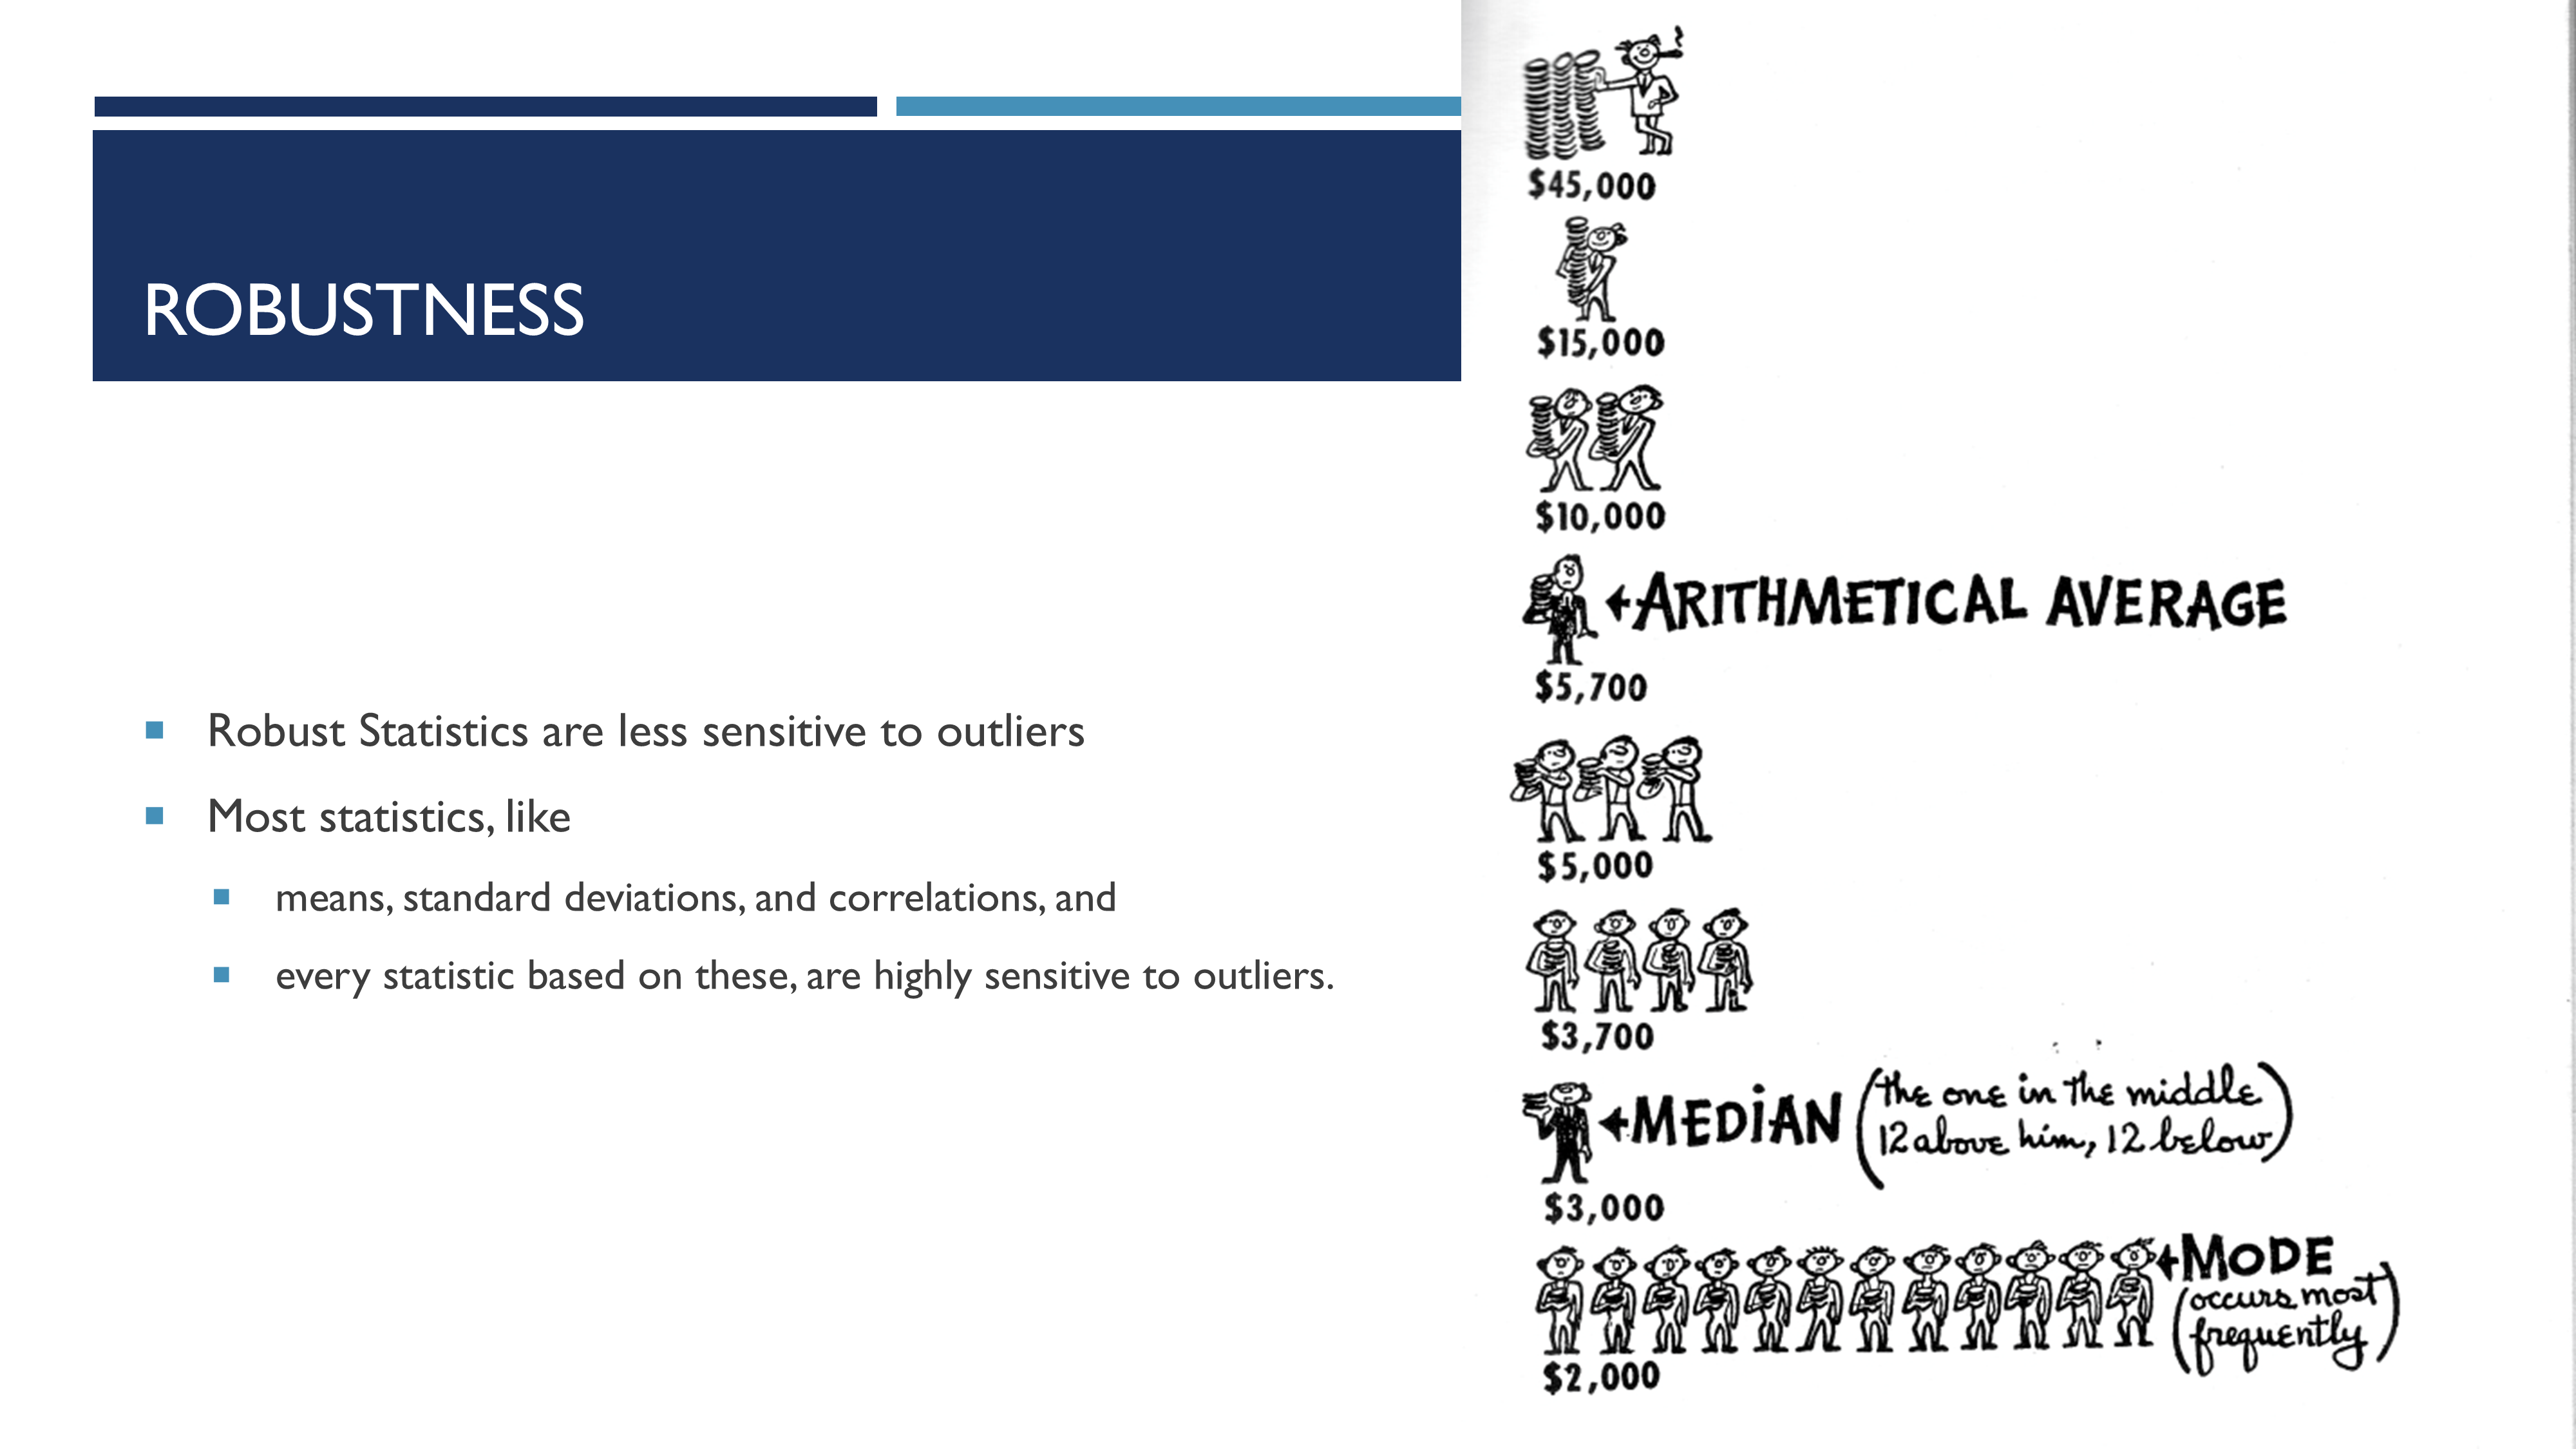 ROBUSTNESS
Robust Statistics are less sensitive to outliers
Most statistics, like
means, standard deviations, and correlations, and
every statistic based on these, are highly sensitive to outliers.
$45,000
$15,000
$10,000
ARITHMETICAL AVERAGE
$5,700
$5,000
$3,700
MEDIAN (the one in the middle
12 above him, 12 below)
$3,000
MODE
(occurs most
frequently)
$2,000